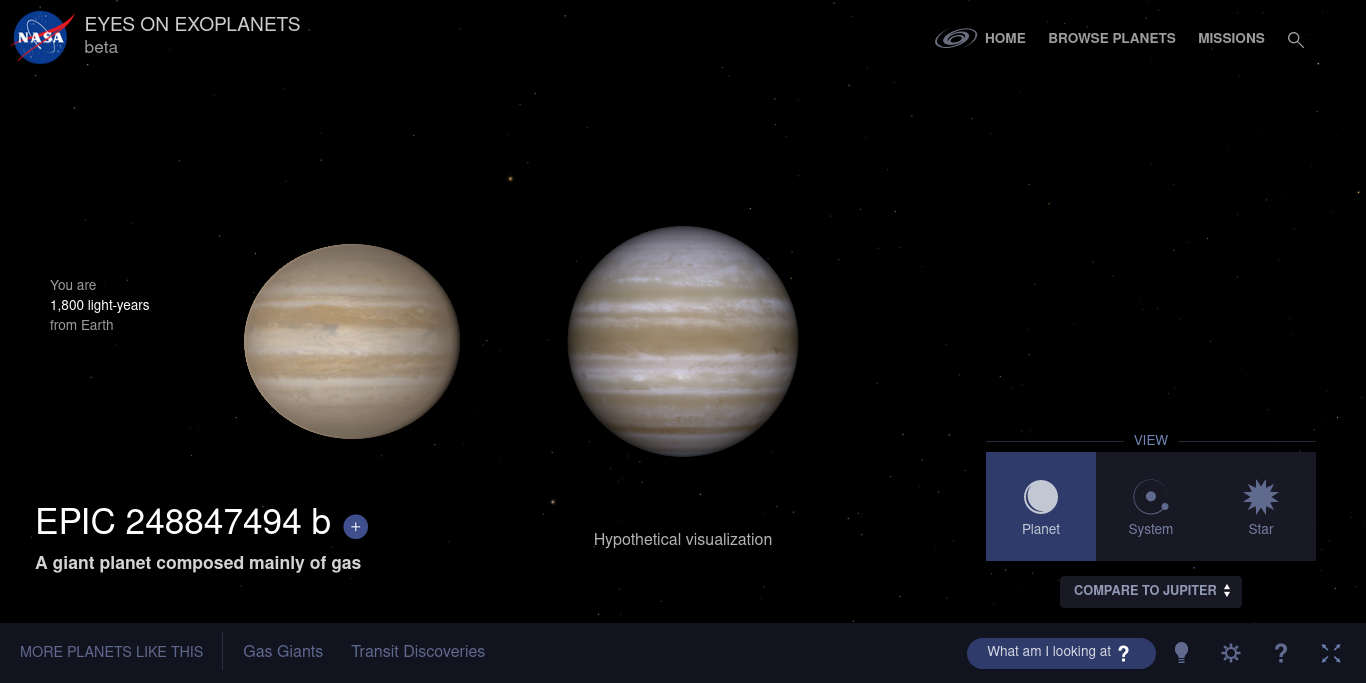 NASA
EYES ON EXOPLANETS
beta
HOME
BROWSE PLANETS
MISSIONS
You are
1,800 light-years
from Earth
EPIC 248847494 b +
A giant planet composed mainly of gas
Hypothetical visualization
VIEW
Planet
System
Star
COMPARE TO JUPITER
MORE PLANETS LIKE THIS
Gas Giants
Transit Discoveries
What am I looking at ?
?